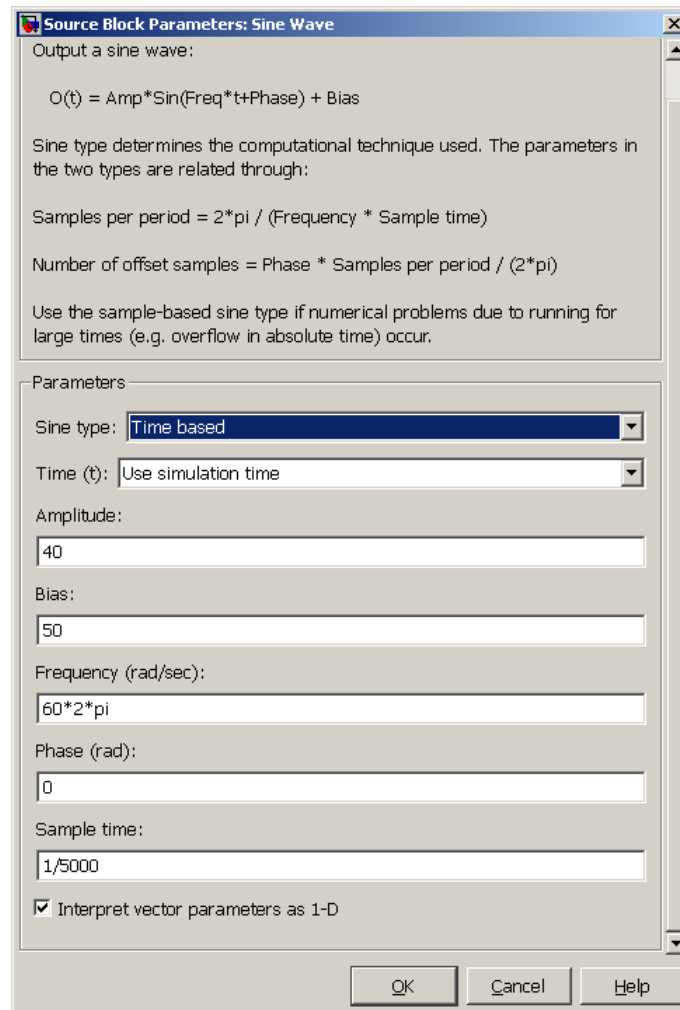 Source Block Parameters: Sine Wave
Output a sine wave:
O(t) = Amp*Sin(Freq*t+Phase) + Bias
Sine type determines the computational technique used. The parameters in
the two types are related through:
Samples per period = 2*pi / (Frequency * Sample time)
Number of offset samples = Phase * Samples per period / (2*pi)
Use the sample-based sine type if numerical problems due to running for
large times (e.g. overflow in absolute time) occur.
Parameters
Sine type: Time based
Time (t): Use simulation time
Amplitude:
40
Bias:
50
Frequency (rad/sec):
60*2*pi
Phase (rad):
0
Sample time:
1/5000
Interpret vector parameters as 1-D
OK Cancel Help